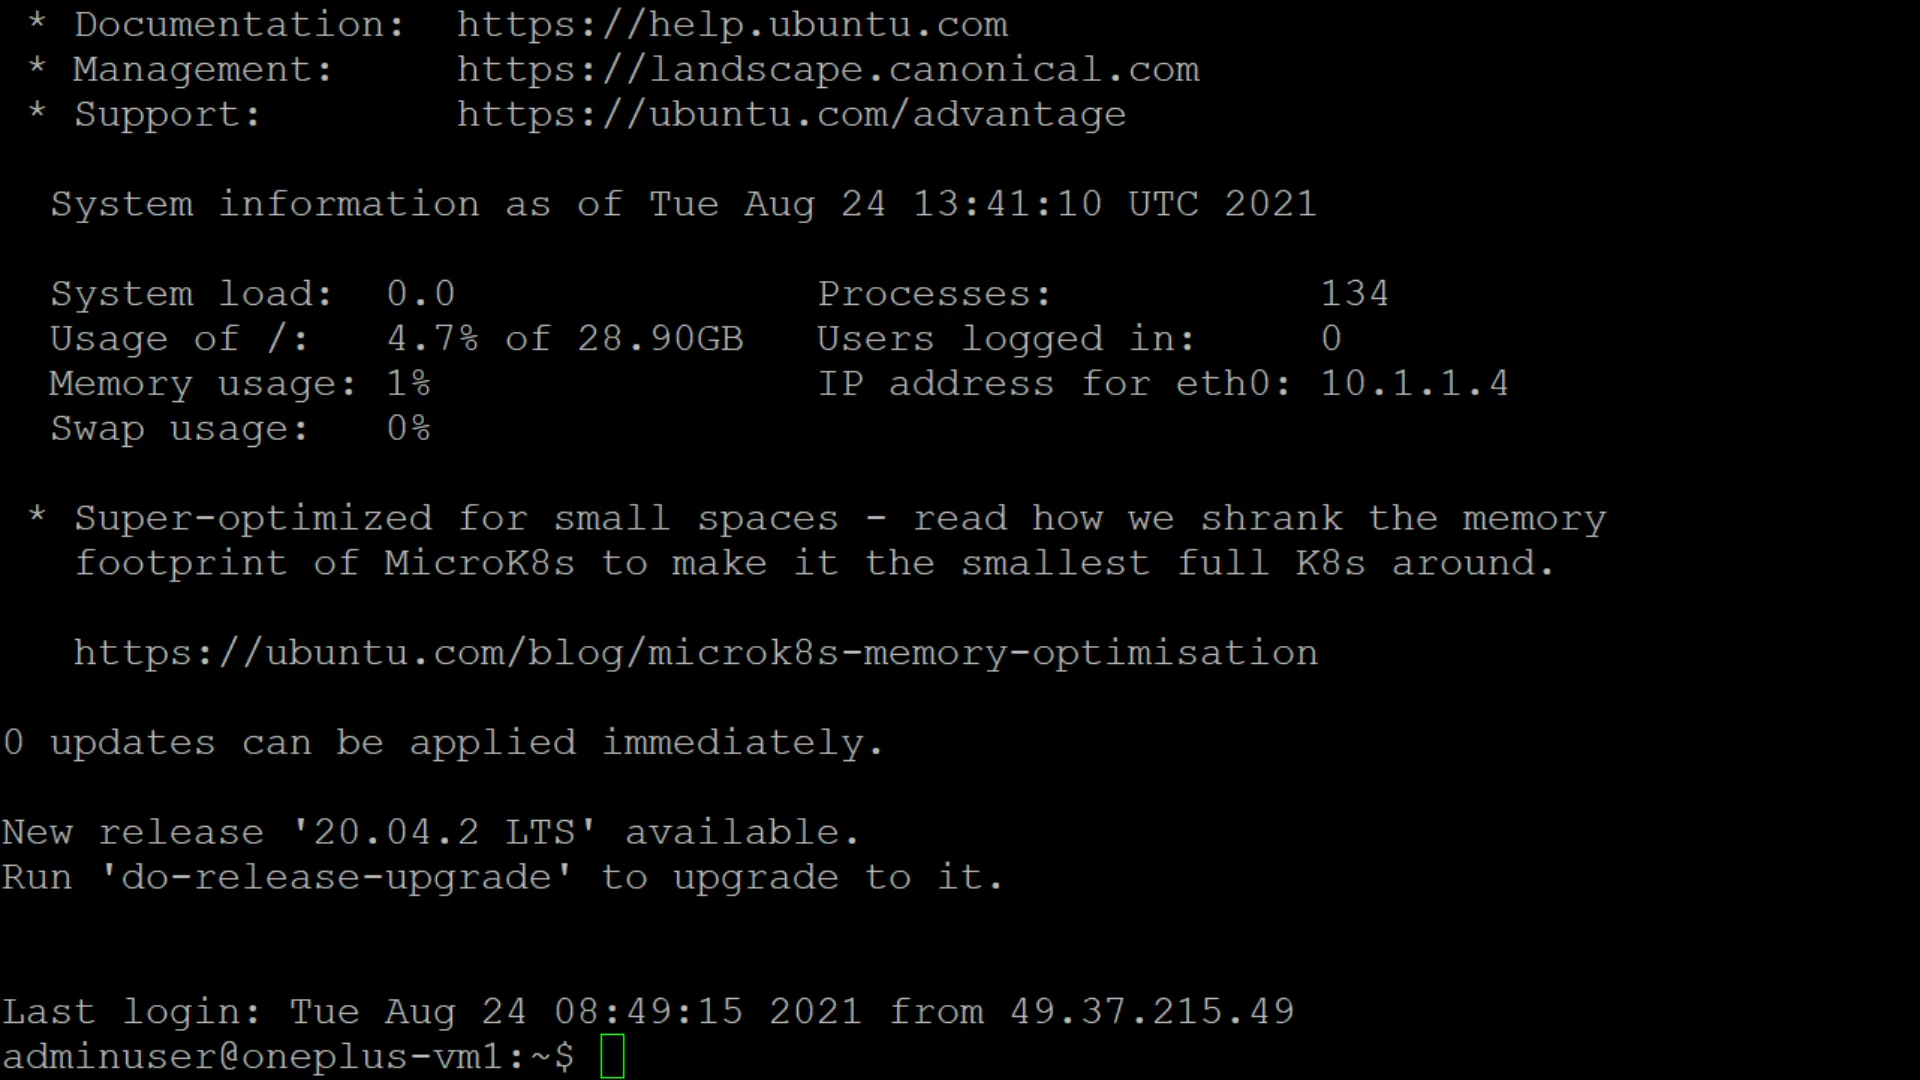 * Documentation:  https://help.ubuntu.com
* Management:     https://landscape.canonical.com
* Support:        https://ubuntu.com/advantage
System information as of Tue Aug 24 13:41:10 UTC 2021
System load:  0.0               Processes:           134
Usage of /:   4.7% of 28.90GB   Users logged in:     0
Memory usage: 1%                IP address for eth0: 10.1.1.4
Swap usage:   0%
* Super-optimized for small spaces - read how we shrank the memory
footprint of MicroK8s to make it the smallest full K8s around.
https://ubuntu.com/blog/microk8s-memory-optimisation
0 updates can be applied immediately.
New release '20.04.2 LTS' available.
Run 'do-release-upgrade' to upgrade to it.
Last login: Tue Aug 24 08:49:15 2021 from 49.37.215.49
adminuser@oneplus-vm1:~$